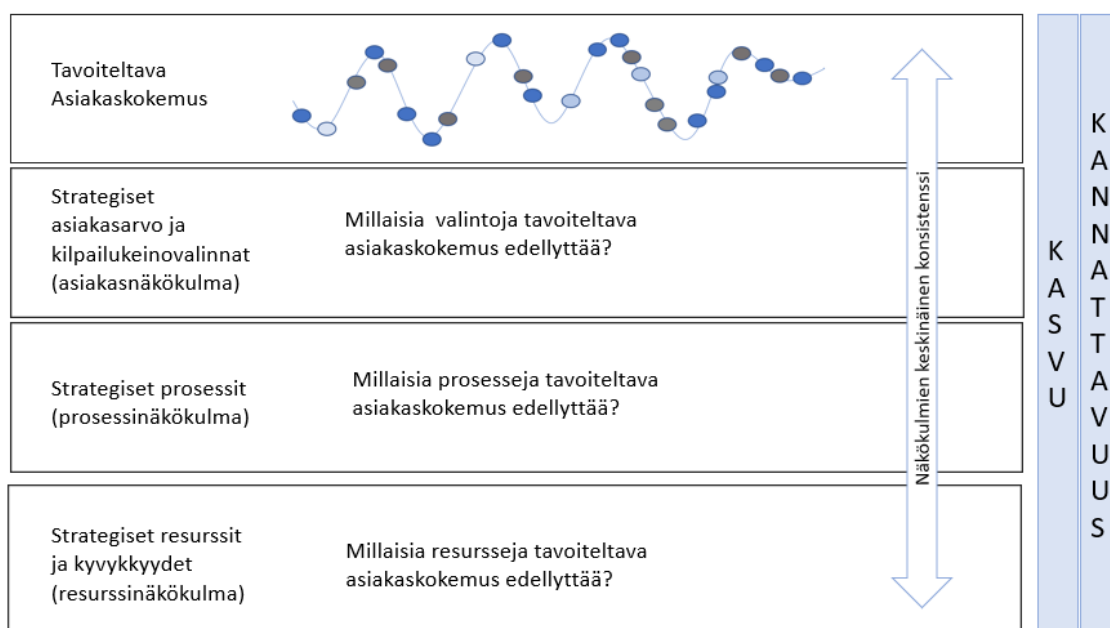 Tavoiteltava
Asiakaskokemus
Strategiset
asiakasarvo ja
kilpailukeinovalinnat
(asiakasnäkökulma)
Millaisia valintoja tavoiteltava
asiakaskokemus edellyttää?
Strategiset prosessit
(prosessinäkökulma)
Millaisia prosesseja tavoiteltava
asiakaskokemus edellyttää?
Strategiset resurssit
ja kyvykkyydet
(resurssinäkökulma)
Millaisia resursseja tavoiteltava
asiakaskokemus edellyttää?
Näkökulmien keskinäinen konsistenssi
KASVU
KANNATTAVUUS